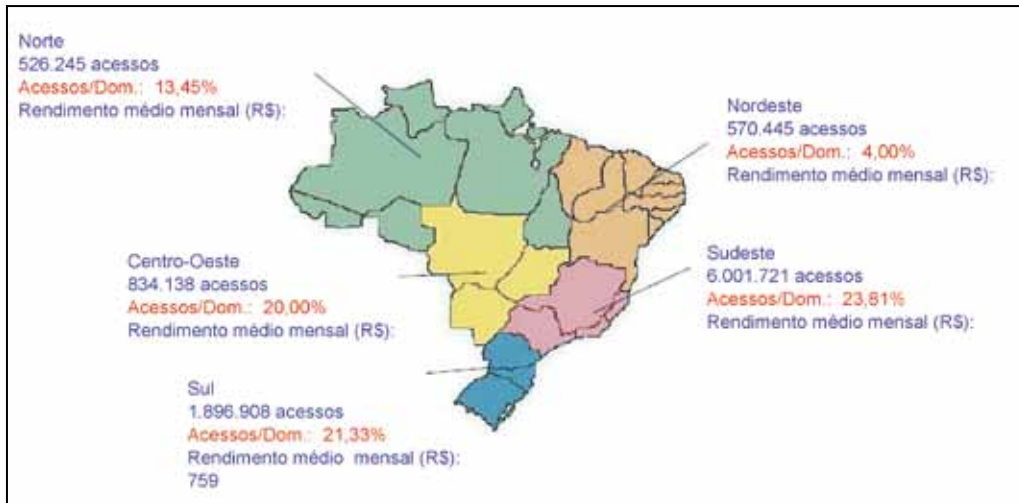 Norte
526.245 acessos
Acessos/Dom.: 13,45%
Rendimento médio mensal (R$):
Nordeste
570.445 acessos
Acessos/Dom.: 4,00%
Rendimento médio mensal (R$):
Centro-Oeste
834.138 acessos
Acessos/Dom.: 20,00%
Rendimento médio mensal (R$):
Sudeste
6.001.721 acessos
Acessos/Dom.: 23,81%
Rendimento médio mensal (R$):
Sul
1.896.908 acessos
Acessos/Dom.: 21,33%
Rendimento médio mensal (R$):
759